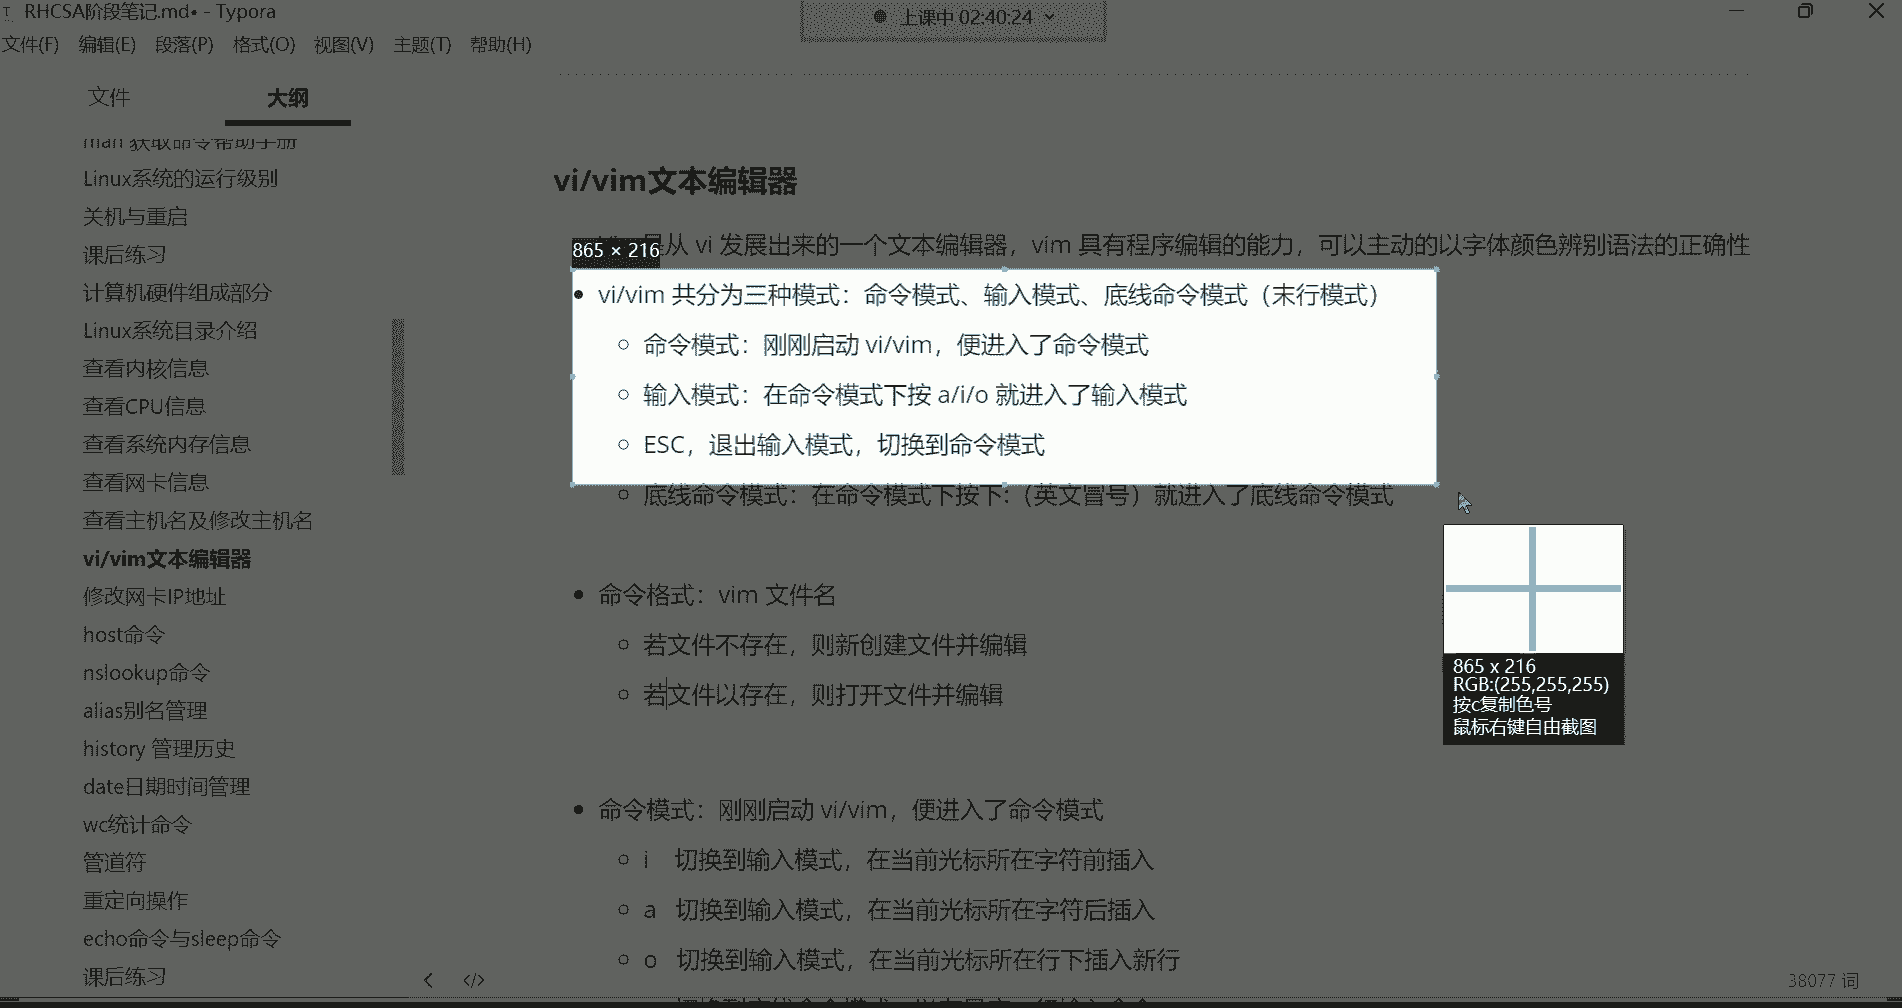 RHCSA阶段笔记.md• - Typora
上课中 02:40:24
文件(F) 编辑(E) 段落(P) 格式(O) 视图(V) 主题(T) 帮助(H)
文件 大纲
man 获取命令帮助手册
Linux系统的运行级别
关机与重启
课后练习
计算机硬件组成部分
Linux系统目录介绍
查看内核信息
查看CPU信息
查看系统内存信息
查看网卡信息
查看主机名及修改主机名
vi/vim文本编辑器
修改网卡IP地址
host命令
nslookup命令
alias别名管理
history 管理历史
date日期时间管理
wc统计命令
管道符
重定向操作
echo命令与sleep命令
课后练习
vi/vim文本编辑器
是从 vi 发展出来的一个文本编辑器，vim 具有程序编辑的能力，可以主动的以字体颜色辨别语法的正确性
865 × 216
vi/vim 共分为三种模式：命令模式、输入模式、底线命令模式（末行模式）
命令模式：刚刚启动 vi/vim，便进入了命令模式
输入模式：在命令模式下按 a/i/o 就进入了输入模式
ESC，退出输入模式，切换到命令模式
底线命令模式：在命令模式下按下:（英文冒号）就进入了底线命令模式
命令格式：vim 文件名
若文件不存在，则新创建文件并编辑
若文件以存在，则打开文件并编辑
命令模式：刚刚启动 vi/vim，便进入了命令模式
i 切换到输入模式，在当前光标所在字符前插入
a 切换到输入模式，在当前光标所在字符后插入
o 切换到输入模式，在当前光标所在行下插入新行
865 x 216
RGB:(255,255,255)
按c复制色号
鼠标右键自由截图
38077 词